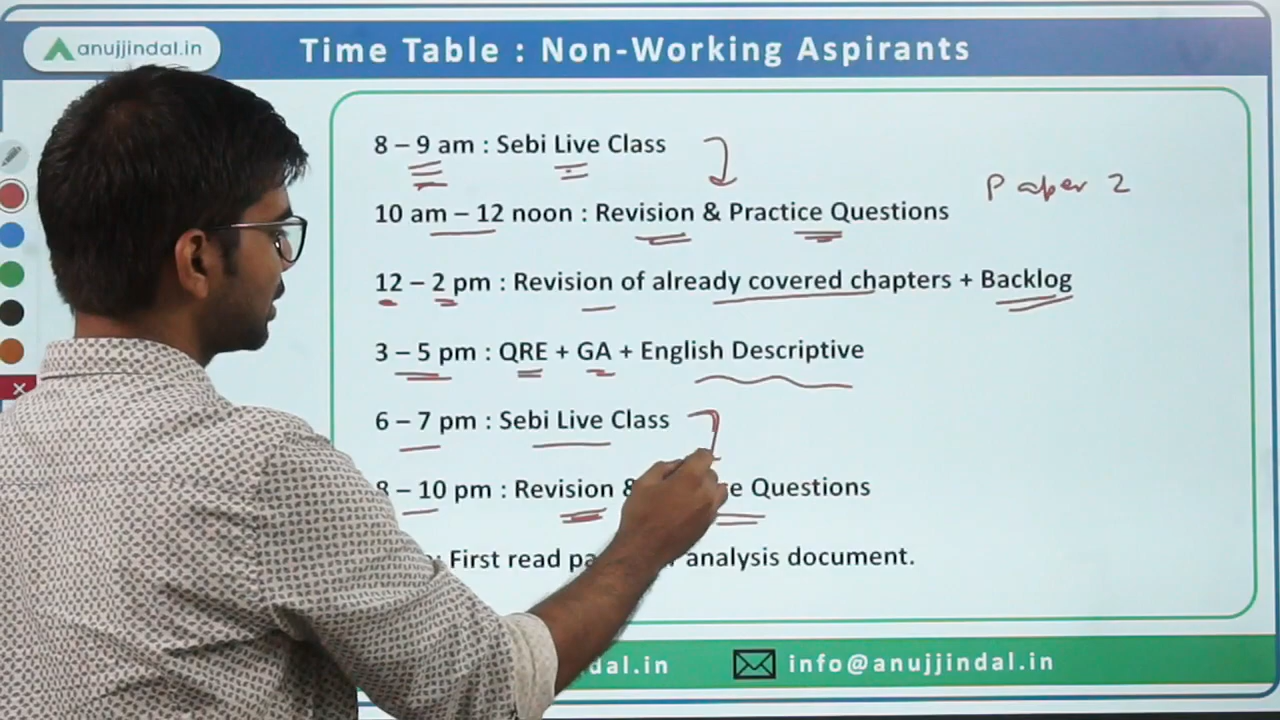 anujjindal.in
Time Table : Non-Working Aspirants
8 – 9 am : Sebi Live Class
Paper 2
10 am – 12 noon : Revision & Practice Questions
12 – 2 pm : Revision of already covered chapters + Backlog
3 – 5 pm : QRE + GA + English Descriptive
6 – 7 pm : Sebi Live Class
8 – 10 pm : Revision & Questions
First read analysis document.
info@anujjindal.in